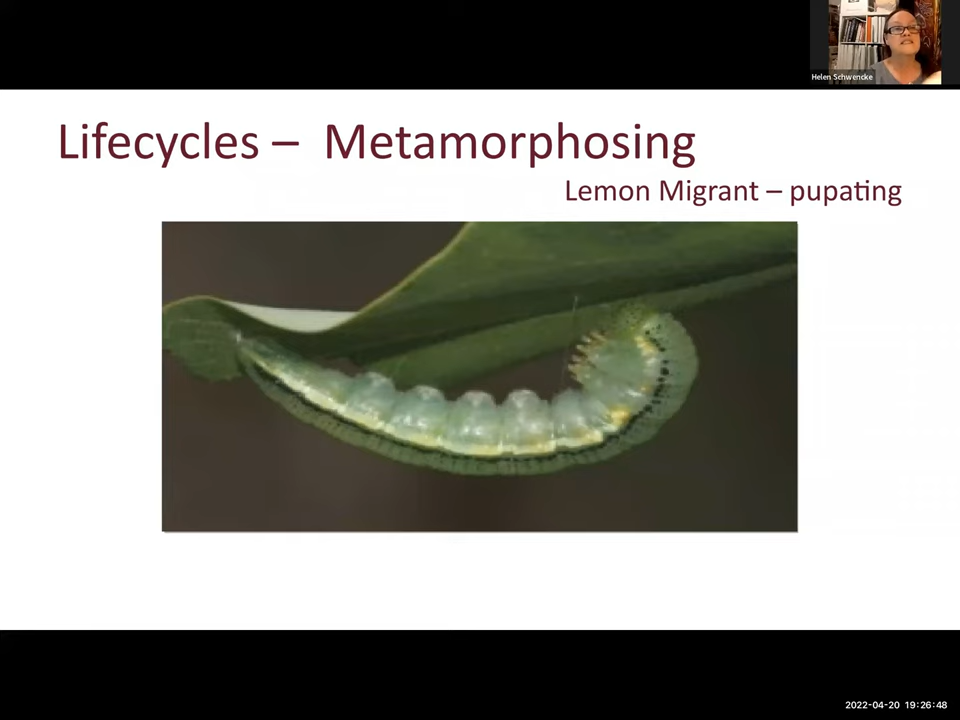 Helen Schwencke
Lifecycles – Metamorphosing
Lemon Migrant – pupating
2022-04-20 19:26:48